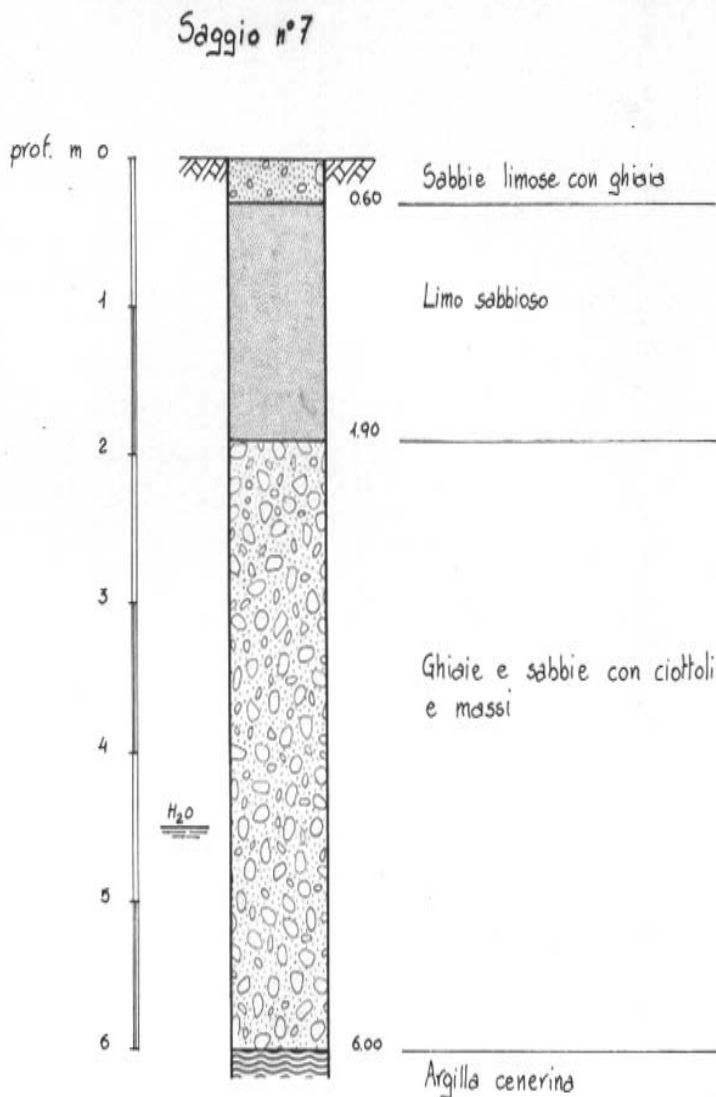 Saggio n° 7
prof. m 0
Sabbie limose con ghiaia
0.60
1
Limo sabbioso
1.90
2
3
Ghiaie e sabbie con ciottoli
e massi
4
H₂O
5
6
6.00
Argilla cenerina